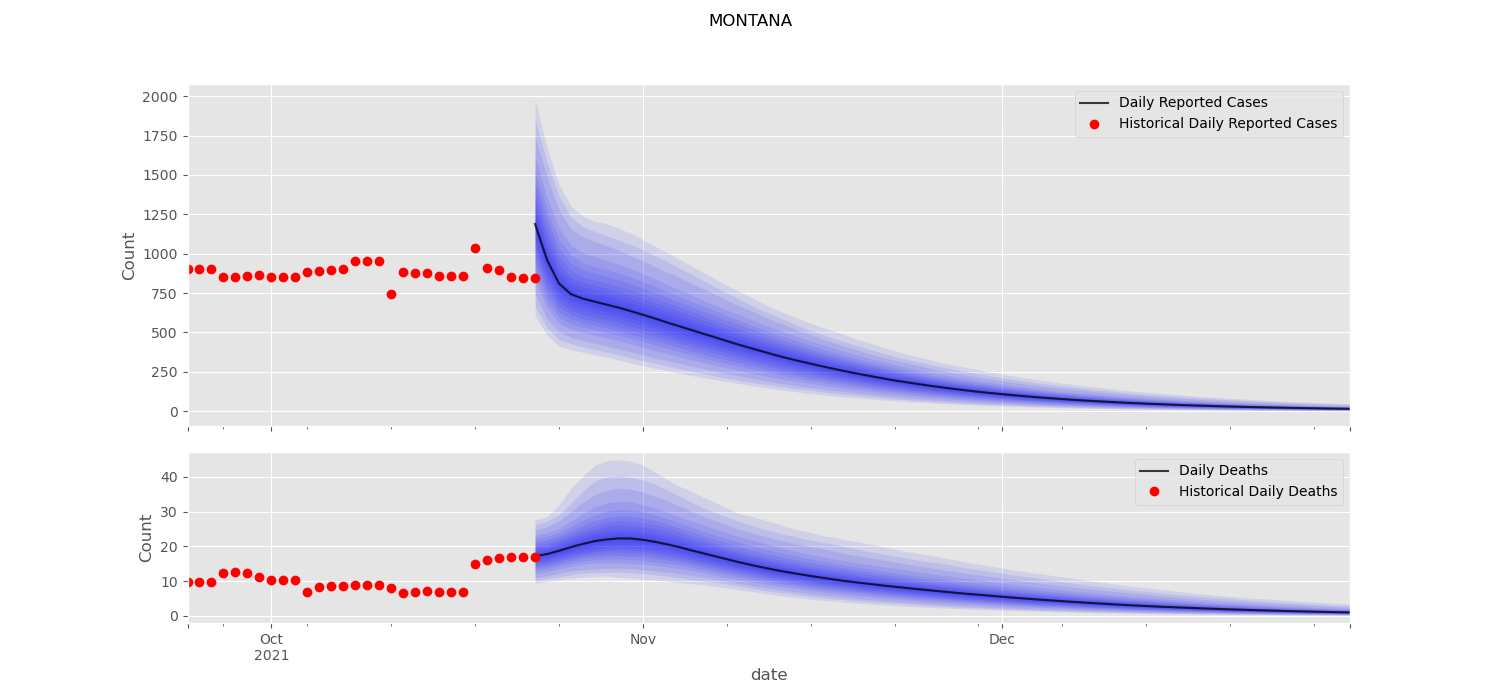 MONTANA
2000
1750
1500
1250
1000
750
500
250
0
Count
Daily Reported Cases
Historical Daily Reported Cases
40
30
20
10
0
Count
Daily Deaths
Historical Daily Deaths
Oct Nov Dec
2021
date